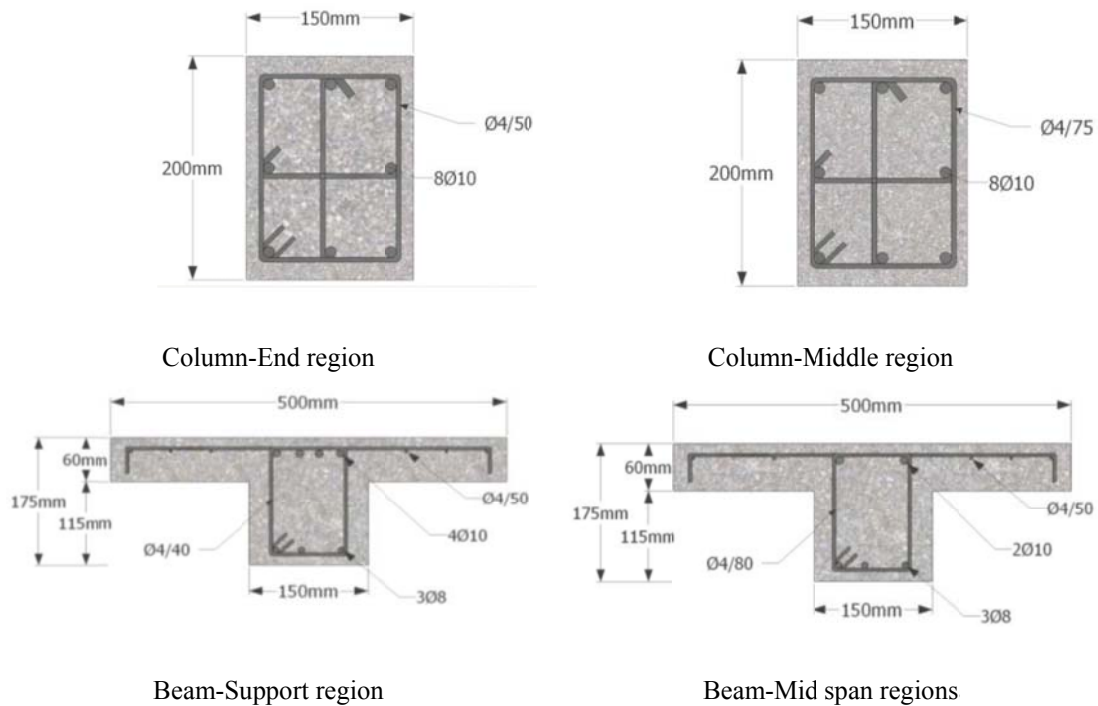 150mm
200mm
Ø4/50
8Ø10
Column-End region
150mm
200mm
Ø4/75
8Ø10
Column-Middle region
500mm
175mm
60mm
115mm
Ø4/50
Ø4/40
4Ø10
150mm
3Ø8
Beam-Support region
500mm
175mm
60mm
115mm
Ø4/50
Ø4/80
2Ø10
150mm
3Ø8
Beam-Mid span regions